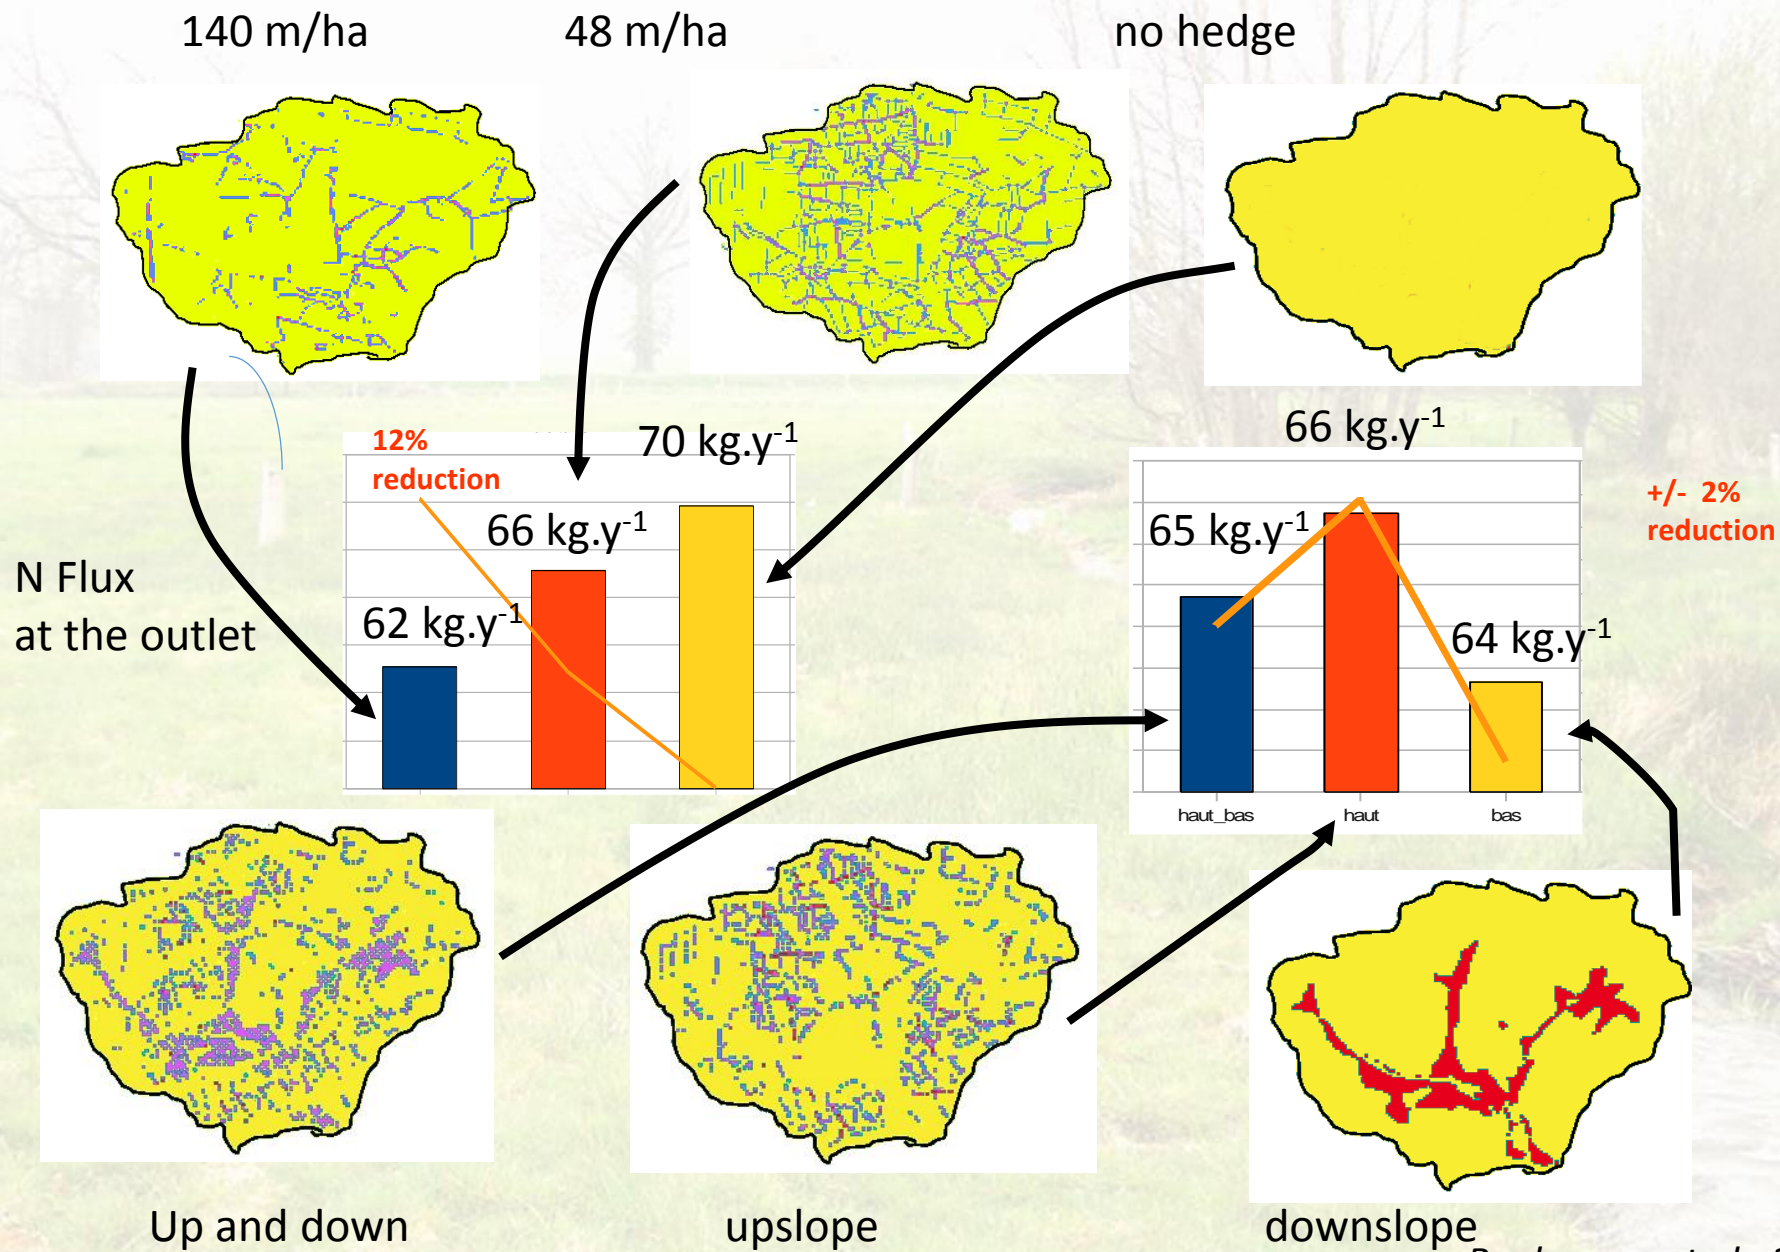 140 m/ha
48 m/ha
no hedge
12%
reduction
70 kg.y⁻¹
66 kg.y⁻¹
62 kg.y⁻¹
N Flux
at the outlet
66 kg.y⁻¹
65 kg.y⁻¹
64 kg.y⁻¹
+/- 2%
reduction
haut_bas
haut
bas
Up and down
upslope
downslope